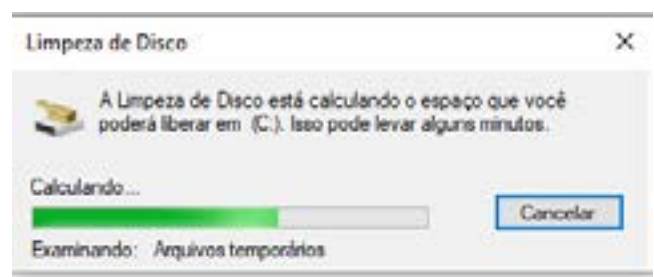 Limpeza de Disco
A Limpeza de Disco está calculando o espaço que você
poderá liberar em (C:). Isso pode levar alguns minutos.
Calculando...
Cancelar
Examinando: Arquivos temporários